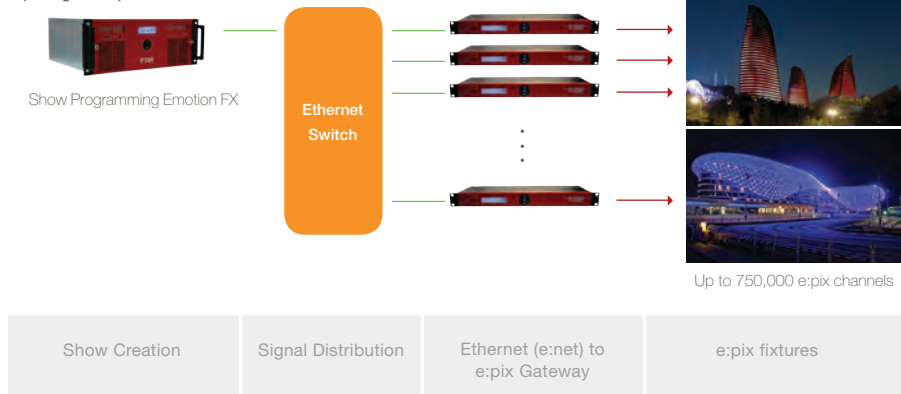 Show Programming Emotion FX
Ethernet
Switch
Up to 750,000 e:pix channels
Show Creation
Signal Distribution
Ethernet (e:net) to
e:pix Gateway
e:pix fixtures